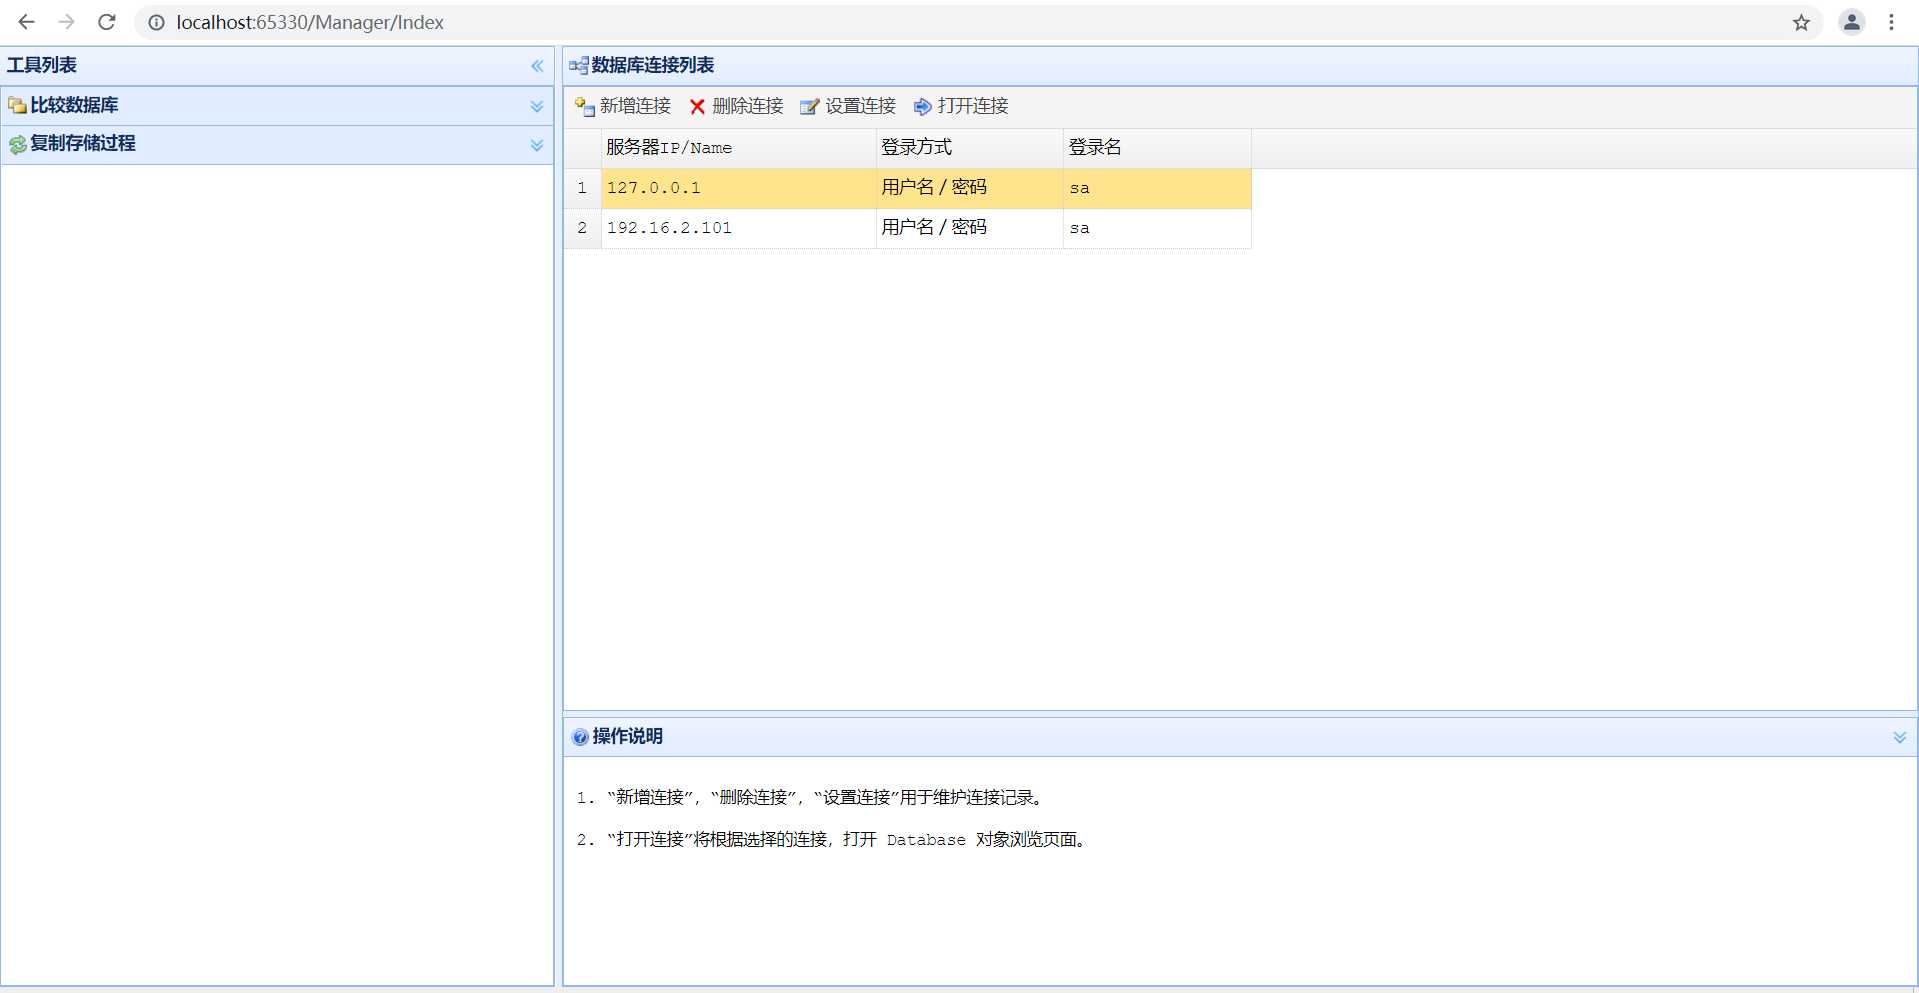 localhost:65330/Manager/Index
工具列表
比较数据库
复制存储过程
数据库连接列表
新增连接 删除连接 设置连接 打开连接
服务器IP/Name 登录方式 登录名
1 127.0.0.1 用户名 / 密码 sa
2 192.16.2.101 用户名 / 密码 sa
操作说明
1. “新增连接”，“删除连接”，“设置连接”用于维护连接记录。
2. “打开连接”将根据选择的连接，打开 Database 对象浏览页面。